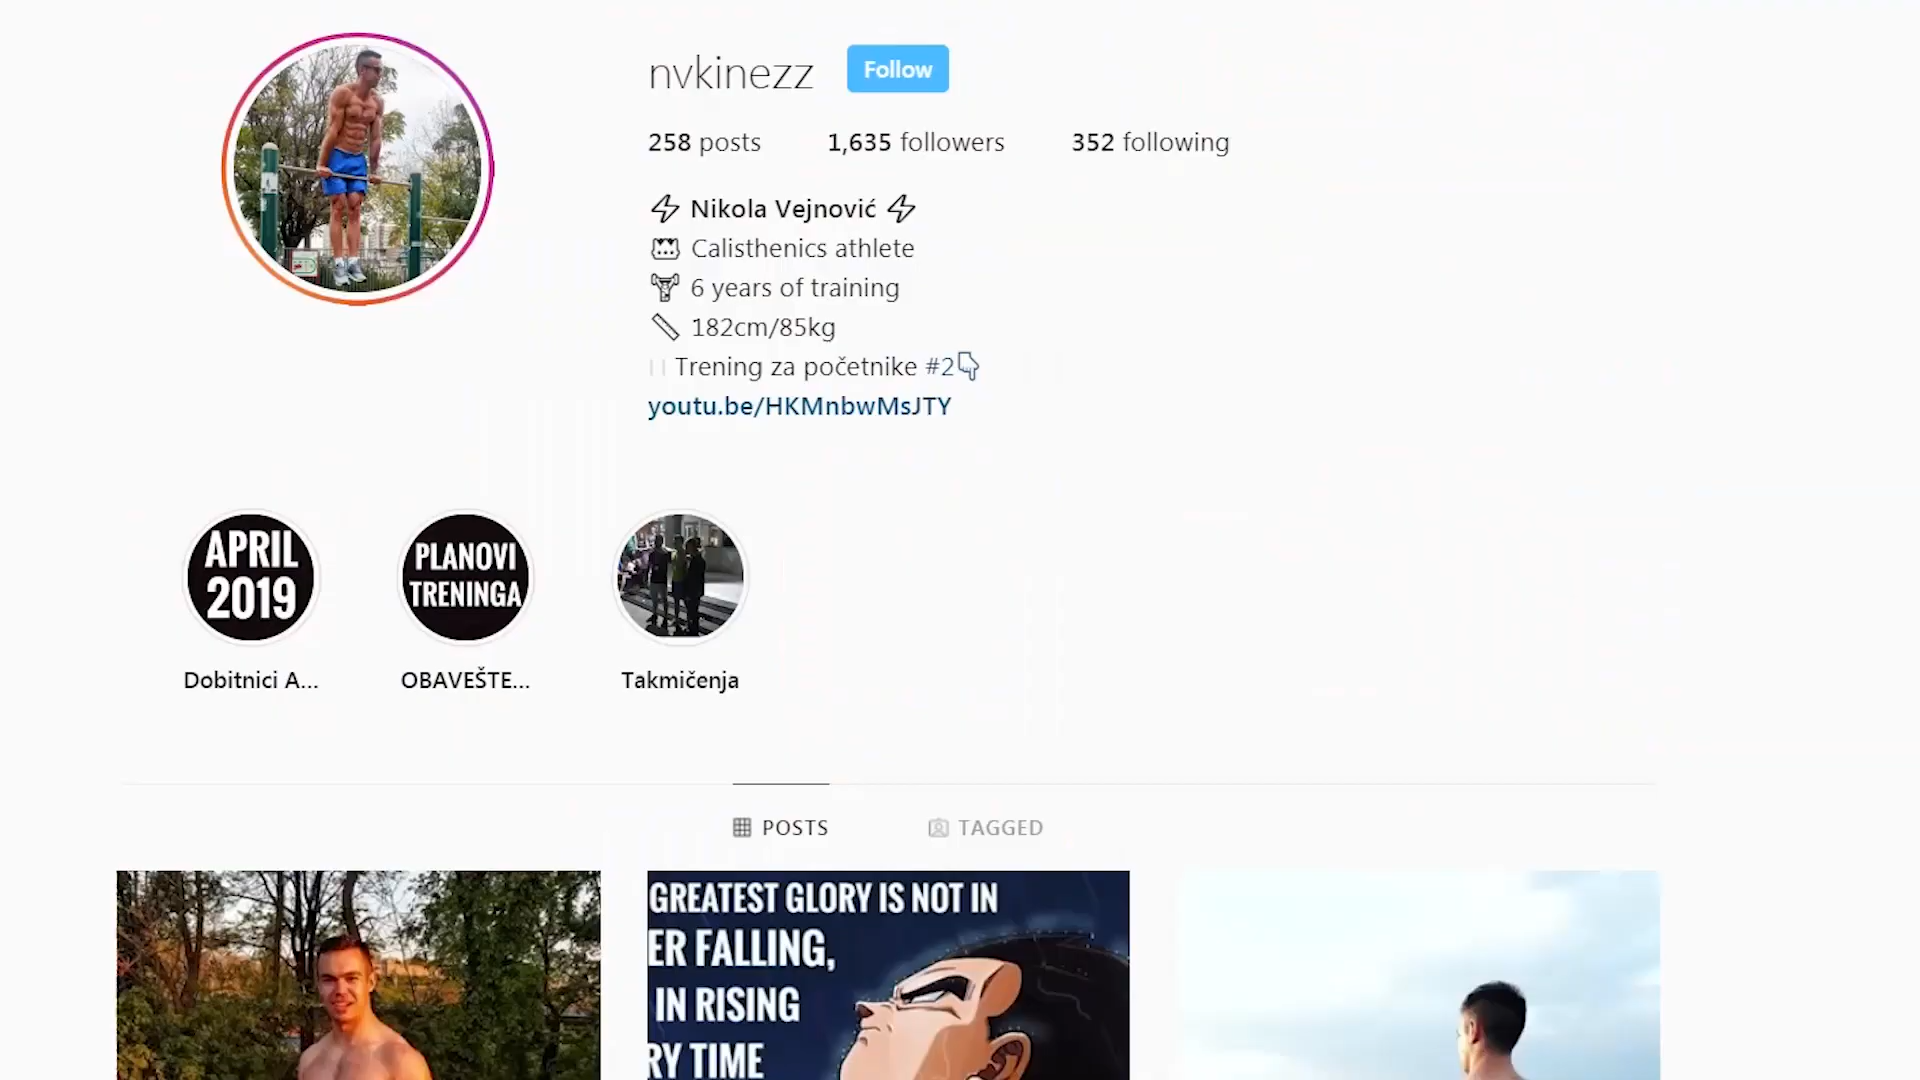 nvkinezz
Follow
258 posts
1,635 followers
352 following
Nikola Vejnović
Calisthenics athlete
6 years of training
182cm/85kg
Trening za početnike #2
youtu.be/HKMnbwMsJTY
APRIL
2019
PLANOVI
TRENINGA
Dobitnici A...
OBAVEŠTE...
Takmičenja
POSTS
TAGGED
GREATEST GLORY IS NOT IN
ER FALLING,
IN RISING
RY TIME